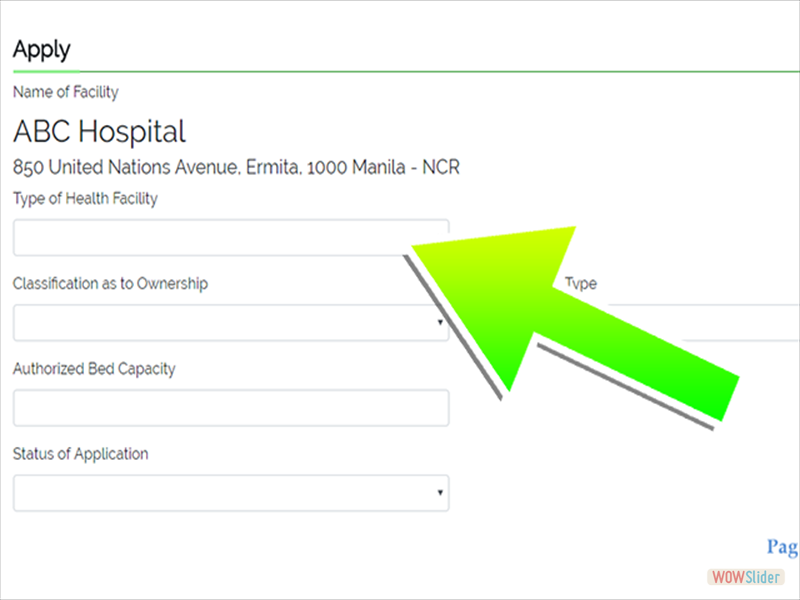 Apply
Name of Facility
ABC Hospital
850 United Nations Avenue, Ermita, 1000 Manila - NCR
Type of Health Facility
Classification as to Ownership
Type
Authorized Bed Capacity
Status of Application
Pag
WOWSlider